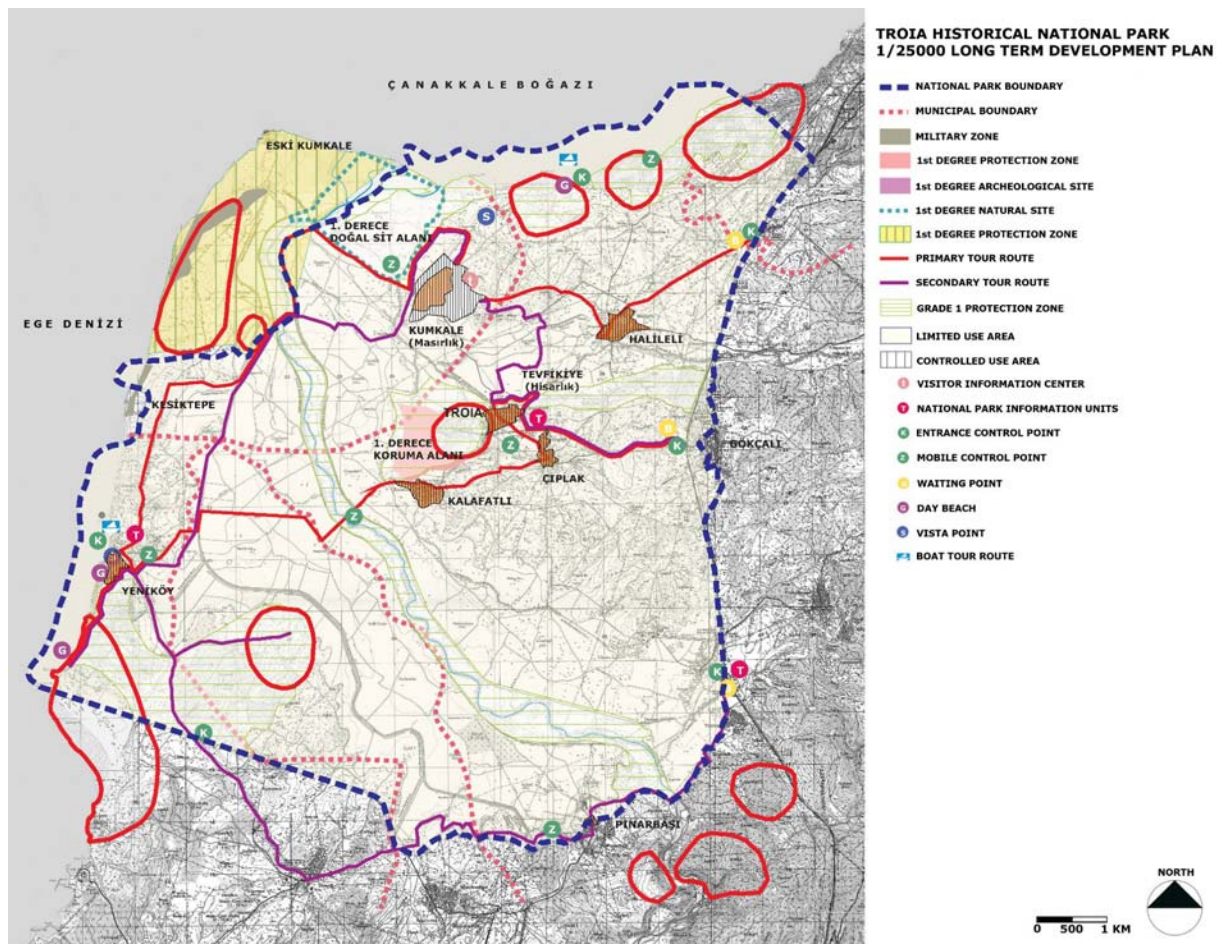 TROIA HISTORICAL NATIONAL PARK
1/25000 LONG TERM DEVELOPMENT PLAN
NATIONAL PARK BOUNDARY
MUNICIPAL BOUNDARY
MILITARY ZONE
1st DEGREE PROTECTION ZONE
1st DEGREE ARCHEOLOGICAL SITE
1st DEGREE NATURAL SITE
1st DEGREE PROTECTION ZONE
PRIMARY TOUR ROUTE
SECONDARY TOUR ROUTE
GRADE 1 PROTECTION ZONE
LIMITED USE AREA
CONTROLLED USE AREA
I VISITOR INFORMATION CENTER
T NATIONAL PARK INFORMATION UNITS
K ENTRANCE CONTROL POINT
Z MOBILE CONTROL POINT
B WAITING POINT
G DAY BEACH
S VISTA POINT
BOAT TOUR ROUTE
ÇANAKKALE BOĞAZI
ESKİ KUMKALE
Z
G
K
1. DERECE
DOĞAL SİT ALANI
S
B
K
Z
I
EGE DENİZİ
KUMKALE
(Masırlık)
HALİLELİ
TEVFİKİYE
(Hisarlık)
KESİKTEPE
TROIA
T
B
K
GÖKÇALI
1. DERECE
KORUMA ALANI
Z
ÇIPLAK
KALAFATLI
Z
K
T
Z
G
YENİKÖY
G
K
T
K
PINARBAŞI
Z
NORTH
0 500 1 KM